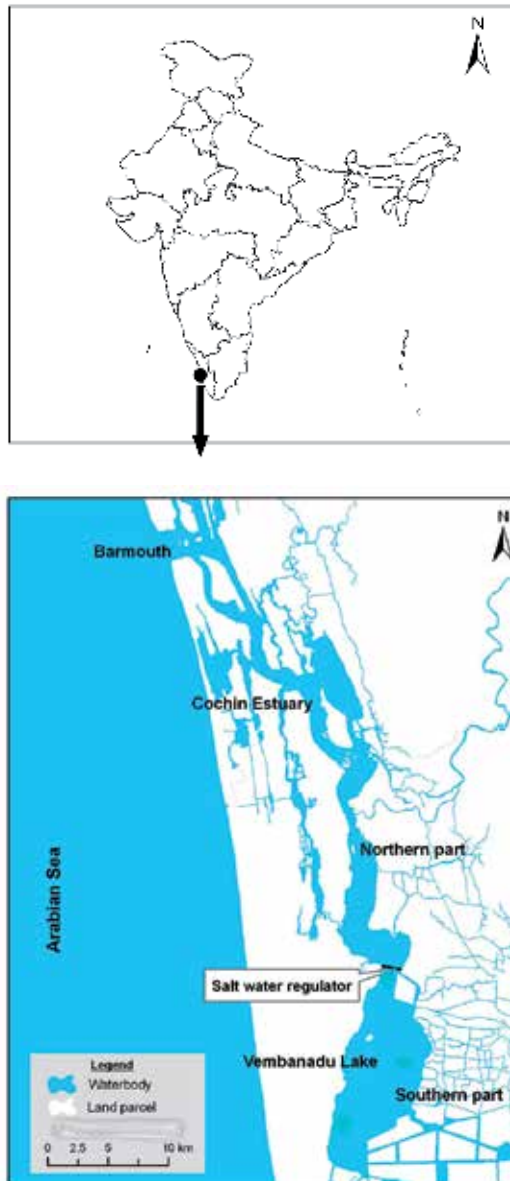 N
N
Barmouth
Cochin Estuary
Northern part
Arabian Sea
Salt water regulator
Vembanadu Lake
Southern part
Legend
Waterbody
Land parcel
0 2.5 5 10 km